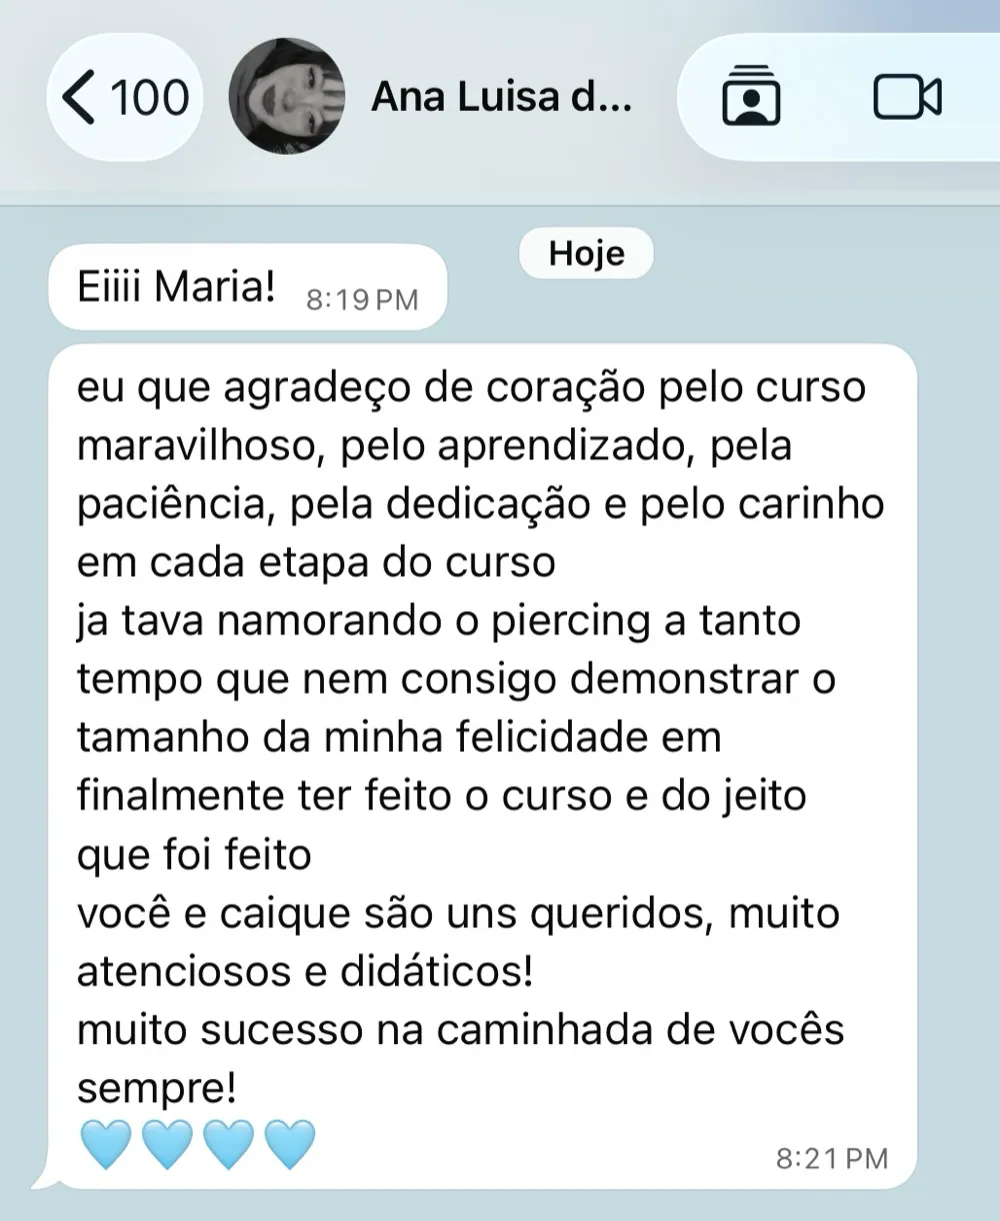 100
Ana Luisa d...
Hoje
Eiiii Maria!
8:19 PM
eu que agradeço de coração pelo curso
maravilhoso, pelo aprendizado, pela
paciência, pela dedicação e pelo carinho
em cada etapa do curso
ja tava namorando o piercing a tanto
tempo que nem consigo demonstrar o
tamanho da minha felicidade em
finalmente ter feito o curso e do jeito
que foi feito
você e caique são uns queridos, muito
atenciosos e didáticos!
muito sucesso na caminhada de vocês
sempre!
🩵🩵🩵🩵
8:21 PM